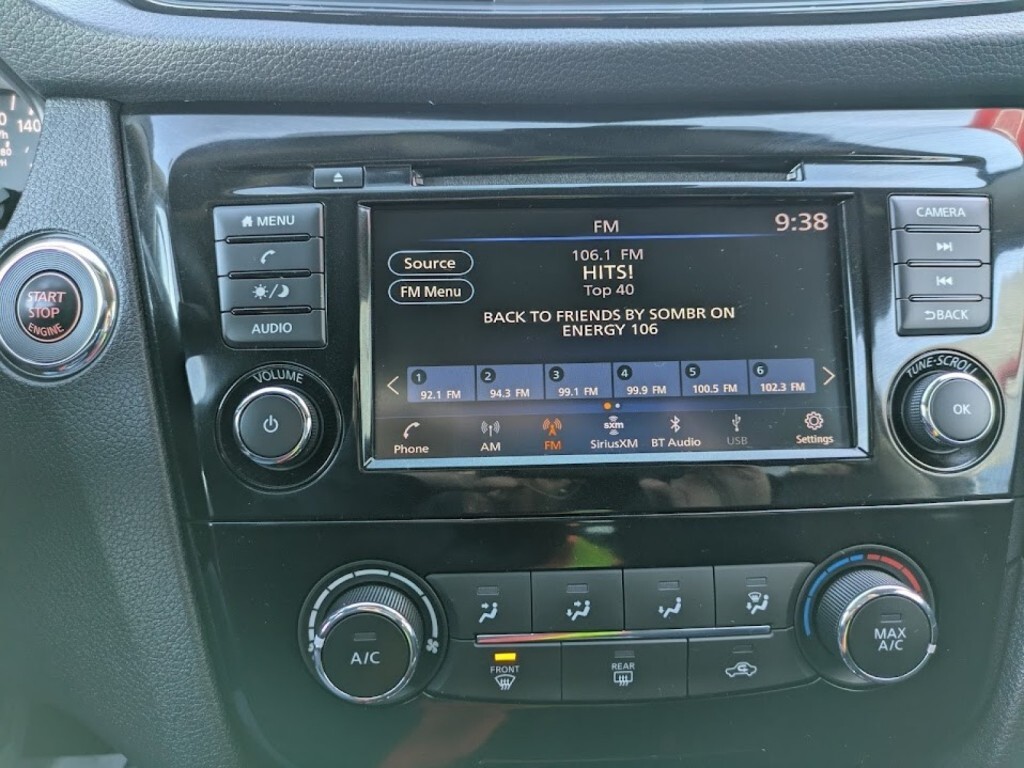 140
80
START
STOP
ENGINE
MENU
AUDIO
VOLUME
FM
9:38
Source
FM Menu
106.1 FM
HITS!
Top 40
BACK TO FRIENDS BY SOMBR ON
ENERGY 106
1 2 3 4 5 6
92.1 FM 94.3 FM 99.1 FM 99.9 FM 100.5 FM 102.3 FM
Phone AM FM sxm SiriusXM BT Audio USB Settings
CAMERA
BACK
TUNE·SCROLL
OK
A/C
FRONT
REAR
MAX
A/C